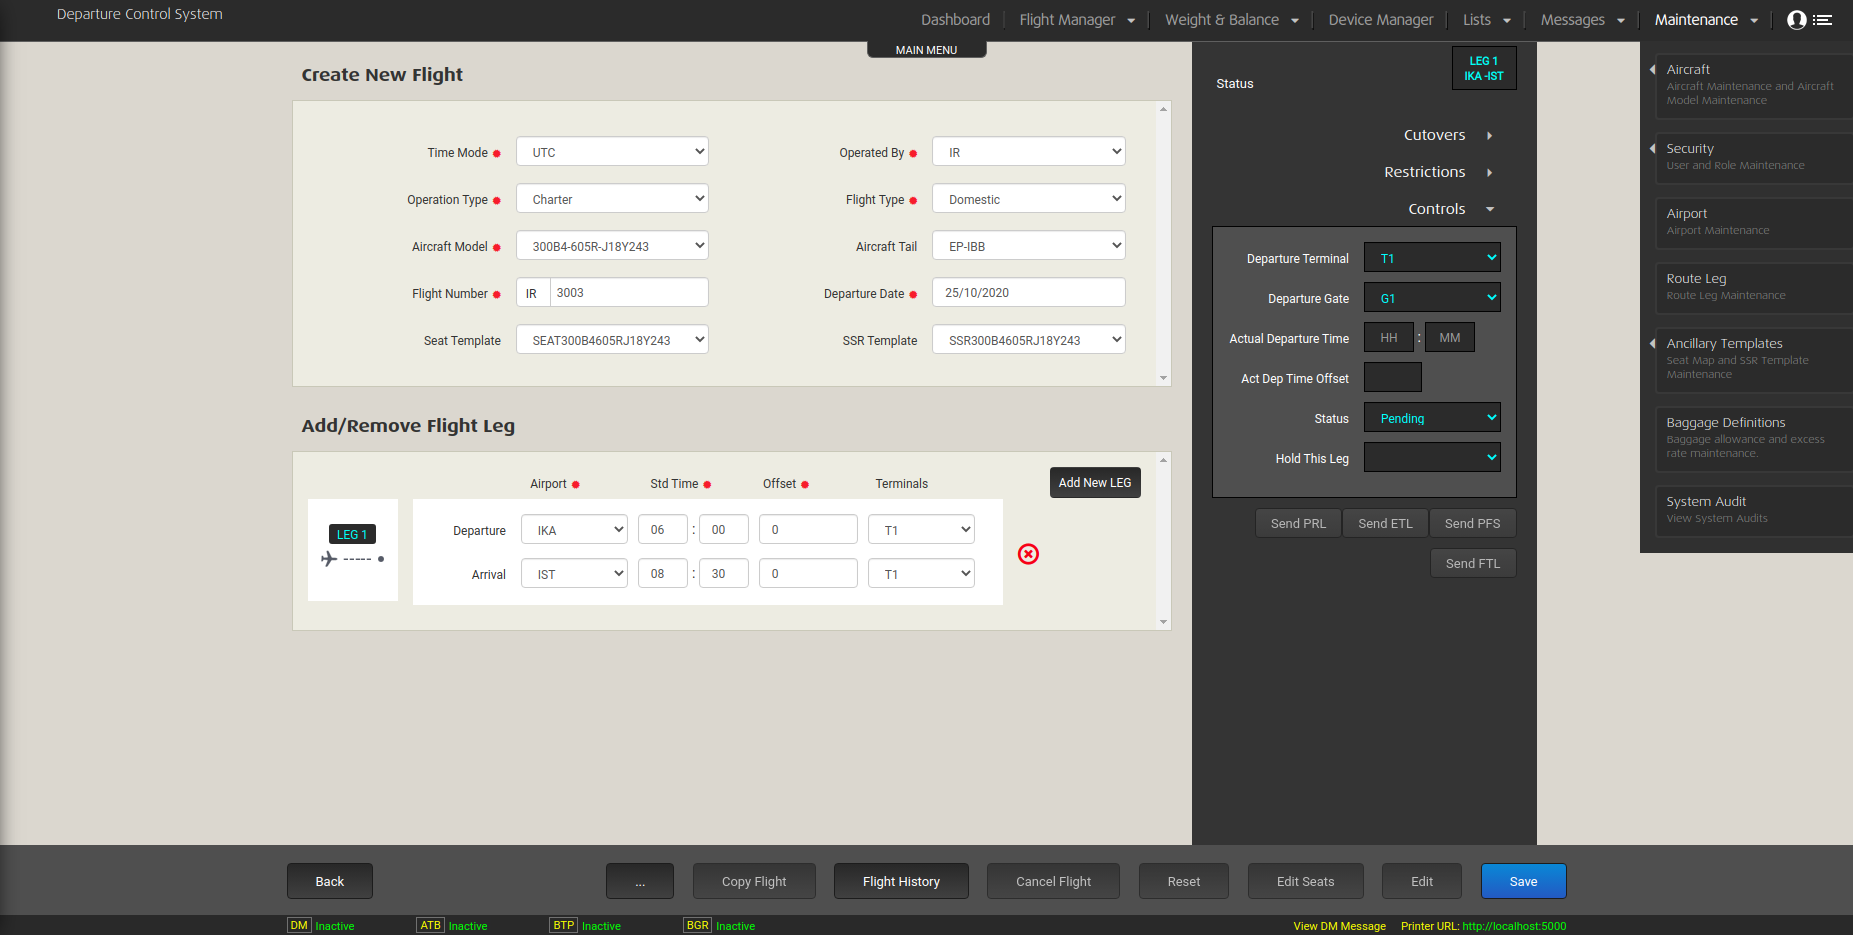 Departure Control System
Dashboard Flight Manager Weight & Balance Device Manager Lists Messages Maintenance
MAIN MENU
Create New Flight
Time Mode UTC Operated By IR
Operation Type Charter Flight Type Domestic
Aircraft Model 300B4-605R-J18Y243 Aircraft Tail EP-IBB
Flight Number IR 3003 Departure Date 25/10/2020
Seat Template SEAT300B4605RJ18Y243 SSR Template SSR300B4605RJ18Y243
Add/Remove Flight Leg
Airport Std Time Offset Terminals Add New LEG
LEG 1
Departure IKA 06 : 00 0 T1
Arrival IST 08 : 30 0 T1
Status
LEG 1
IKA -IST
Cutovers
Restrictions
Controls
Departure Terminal T1
Departure Gate G1
Actual Departure Time HH : MM
Act Dep Time Offset
Status Pending
Hold This Leg
Send PRL Send ETL Send PFS
Send FTL
Aircraft
Aircraft Maintenance and Aircraft
Model Maintenance
Security
User and Role Maintenance
Airport
Airport Maintenance
Route Leg
Route Leg Maintenance
Ancillary Templates
Seat Map and SSR Template
Maintenance
Baggage Definitions
Baggage allowance and excess
rate maintenance.
System Audit
View System Audits
Back ... Copy Flight Flight History Cancel Flight Reset Edit Seats Edit Save
DM Inactive ATB Inactive BTP Inactive BGR Inactive View DM Message Printer URL: http://localhost:5000